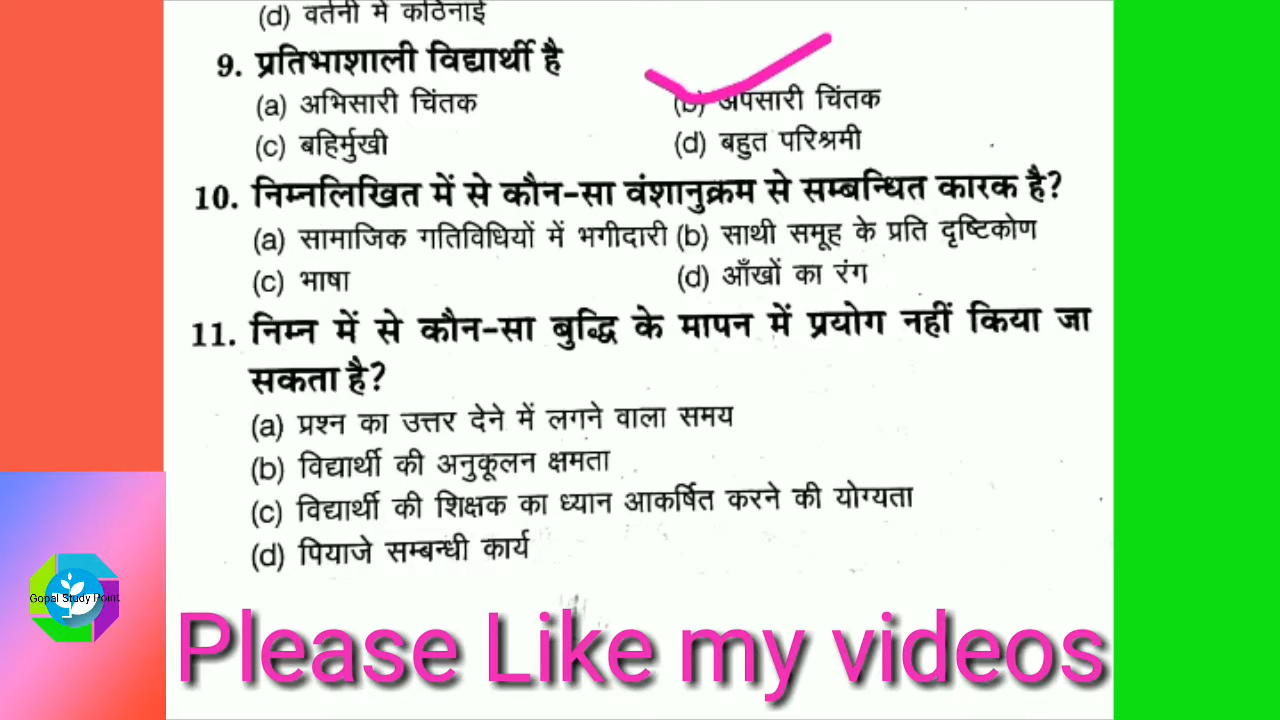 (d) वर्तनी में कठिनाई
9. प्रतिभाशाली विद्यार्थी है
(a) अभिसारी चिंतक (b) अपसारी चिंतक
(c) बहिर्मुखी (d) बहुत परिश्रमी
10. निम्नलिखित में से कौन-सा वंशानुक्रम से सम्बन्धित कारक है?
(a) सामाजिक गतिविधियों में भगीदारी (b) साथी समूह के प्रति दृष्टिकोण
(c) भाषा (d) आँखों का रंग
11. निम्न में से कौन-सा बुद्धि के मापन में प्रयोग नहीं किया जा
सकता है?
(a) प्रश्न का उत्तर देने में लगने वाला समय
(b) विद्यार्थी की अनुकूलन क्षमता
(c) विद्यार्थी की शिक्षक का ध्यान आकर्षित करने की योग्यता
(d) पियाजे सम्बन्धी कार्य
Gopal Study Point
Please Like my videos